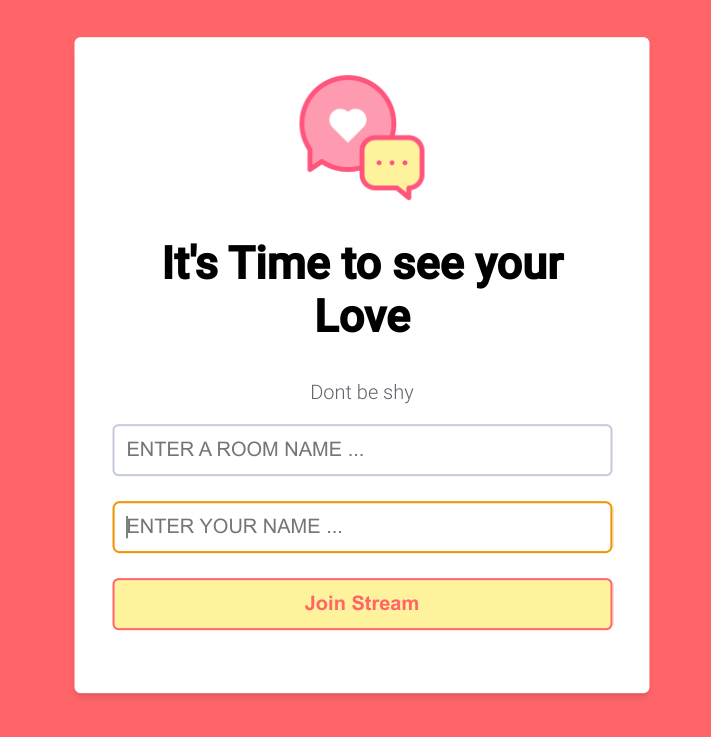 It's Time to see your
Love
Dont be shy
ENTER A ROOM NAME ...
ENTER YOUR NAME ...
Join Stream